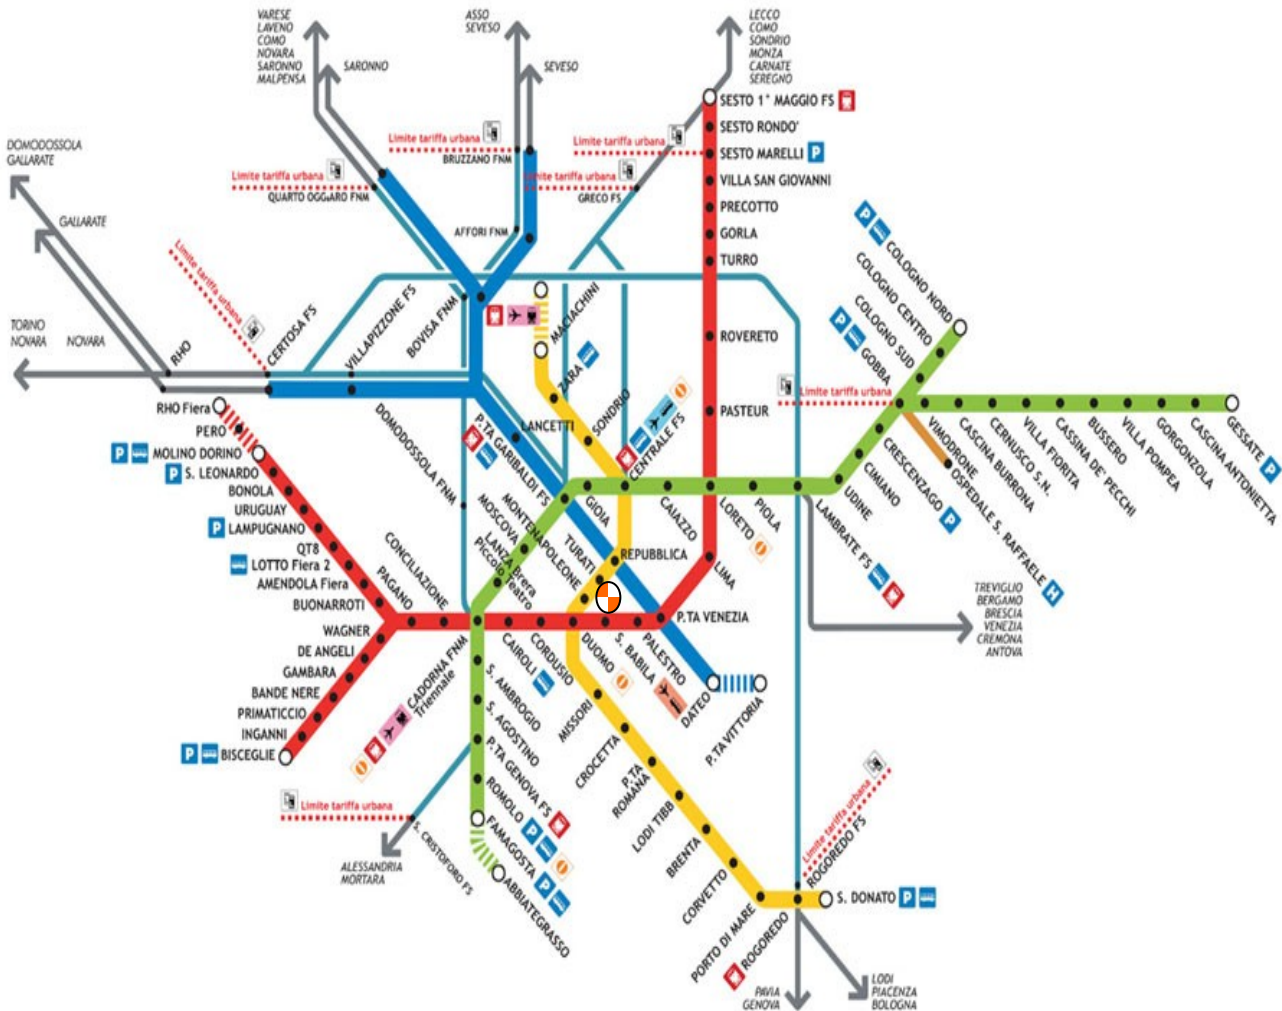 VARESE
LAVENO
COMO
NOVARA
SARONNO
MALPENSA
SARONNO
ASSO
SEVESO
SEVESO
LECCO
COMO
SONDRIO
MONZA
CARNATE
SEREGNO
SESTO 1° MAGGIO FS
SESTO RONDO'
SESTO MARELLI P
VILLA SAN GIOVANNI
PRECOTTO
GORLA
TURRO
ROVERETO
PASTEUR
Limite tariffa urbana
BRUZZANO FNM
Limite tariffa urbana
Limite tariffa urbana
GRECO FS
Limite tariffa urbana
QUARTO OGGIARO FNM
AFFORI FNM
DOMODOSSOLA
GALLARATE
GALLARATE
Limite tariffa urbana
TORINO
NOVARA
NOVARA
RHO
CERTOSA FS
VILLAPIZZONE FS
BOVISA FNM
MACIACHINI
ZARA
SONDRIO
CENTRALE FS
LANCETTI
P.TA GARIBALDI FS
DOMODOSSOLA FNM
P COLOGNO NORD
COLOGNO CENTRO
COLOGNO SUD
P GOBBA
Limite tariffa urbana
VIMODRONE
CASCINA BURRONA
CERNUSCO S.N.
VILLA FIORITA
CASSINA DE' PECCHI
BUSSERO
VILLA POMPEA
GORGONZOLA
CASCINA ANTONIETTA
GESSATE P
OSPEDALE S. RAFFAELE H
CRESCENZAGO P
CIMIANO
UDINE
LAMBRATE FS
PIOLA
LORETO
CAIAZZO
GIOIA
MOSCOVA
LANZA Brera
Piccolo Teatro
MONTENAPOLEONE
TURATI
REPUBBLICA
LIMA
P.TA VENEZIA
PALESTRO
S. BABILA
DUOMO
CORDUSIO
CAIROLI
CADORNA FNM
Triennale
CONCILIAZIONE
PAGANO
RHO Fiera
PERO
P MOLINO DORINO
P S. LEONARDO
BONOLA
URUGUAY
P LAMPUGNANO
QT8
LOTTO Fiera 2
AMENDOLA Fiera
BUONARROTI
WAGNER
DE ANGELI
GAMBARA
BANDE NERE
PRIMATICCIO
INGANNI
P BISCEGLIE
TREVIGLIO
BERGAMO
BRESCIA
VENEZIA
CREMONA
ANTOVA
DATEO
P.TA VITTORIA
S. AMBROGIO
S. AGOSTINO
P.TA GENOVA FS
ROMOLO P
FAMAGOSTA P
ABBIATEGRASSO
Limite tariffa urbana
S. CRISTOFORO FS
ALESSANDRIA
MORTARA
MISSORI
CROCETTA
P.TA
ROMANA
LODI TIBB
BRENTA
CORVETTO
PORTO DI MARE
ROGOREDO
Limite tariffa urbana
ROGOREDO FS
S. DONATO P
PAVIA
GENOVA
LODI
PIACENZA
BOLOGNA